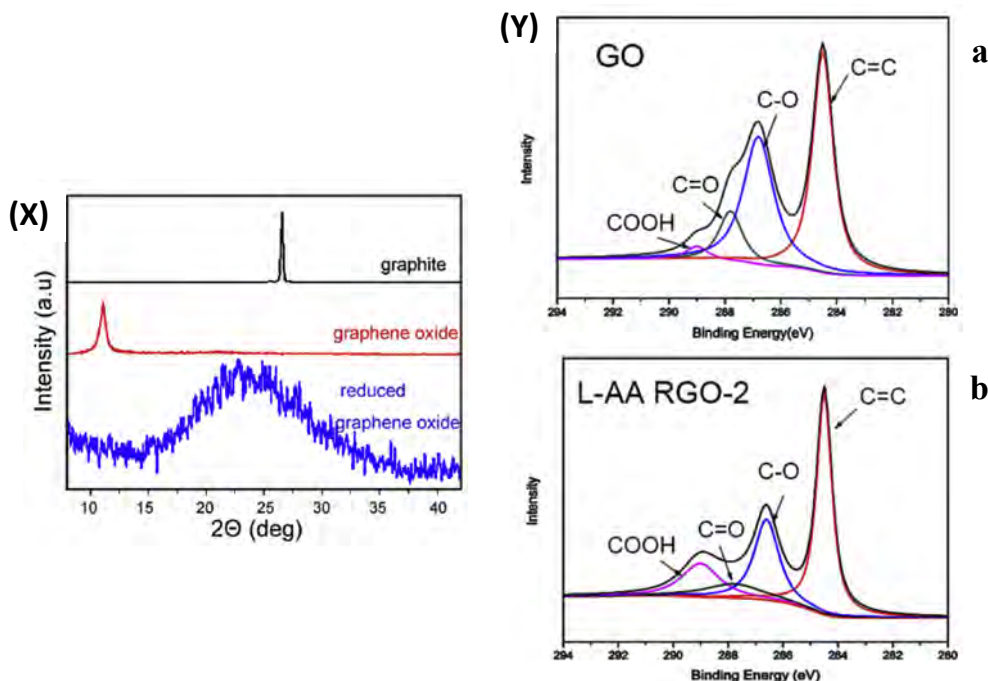 (X)
Intensity (a.u)
graphite
graphene oxide
reduced
graphene oxide
10 15 20 25 30 35 40
2Θ (deg)
(Y)
a
GO
C=C
C-O
C=O
COOH
Intensity
294 292 290 288 286 284 282 280
Binding Energy(eV)
b
L-AA RGO-2
C=C
C-O
C=O
COOH
Intensity
294 292 290 288 286 284 282 280
Binding Energy (eV)